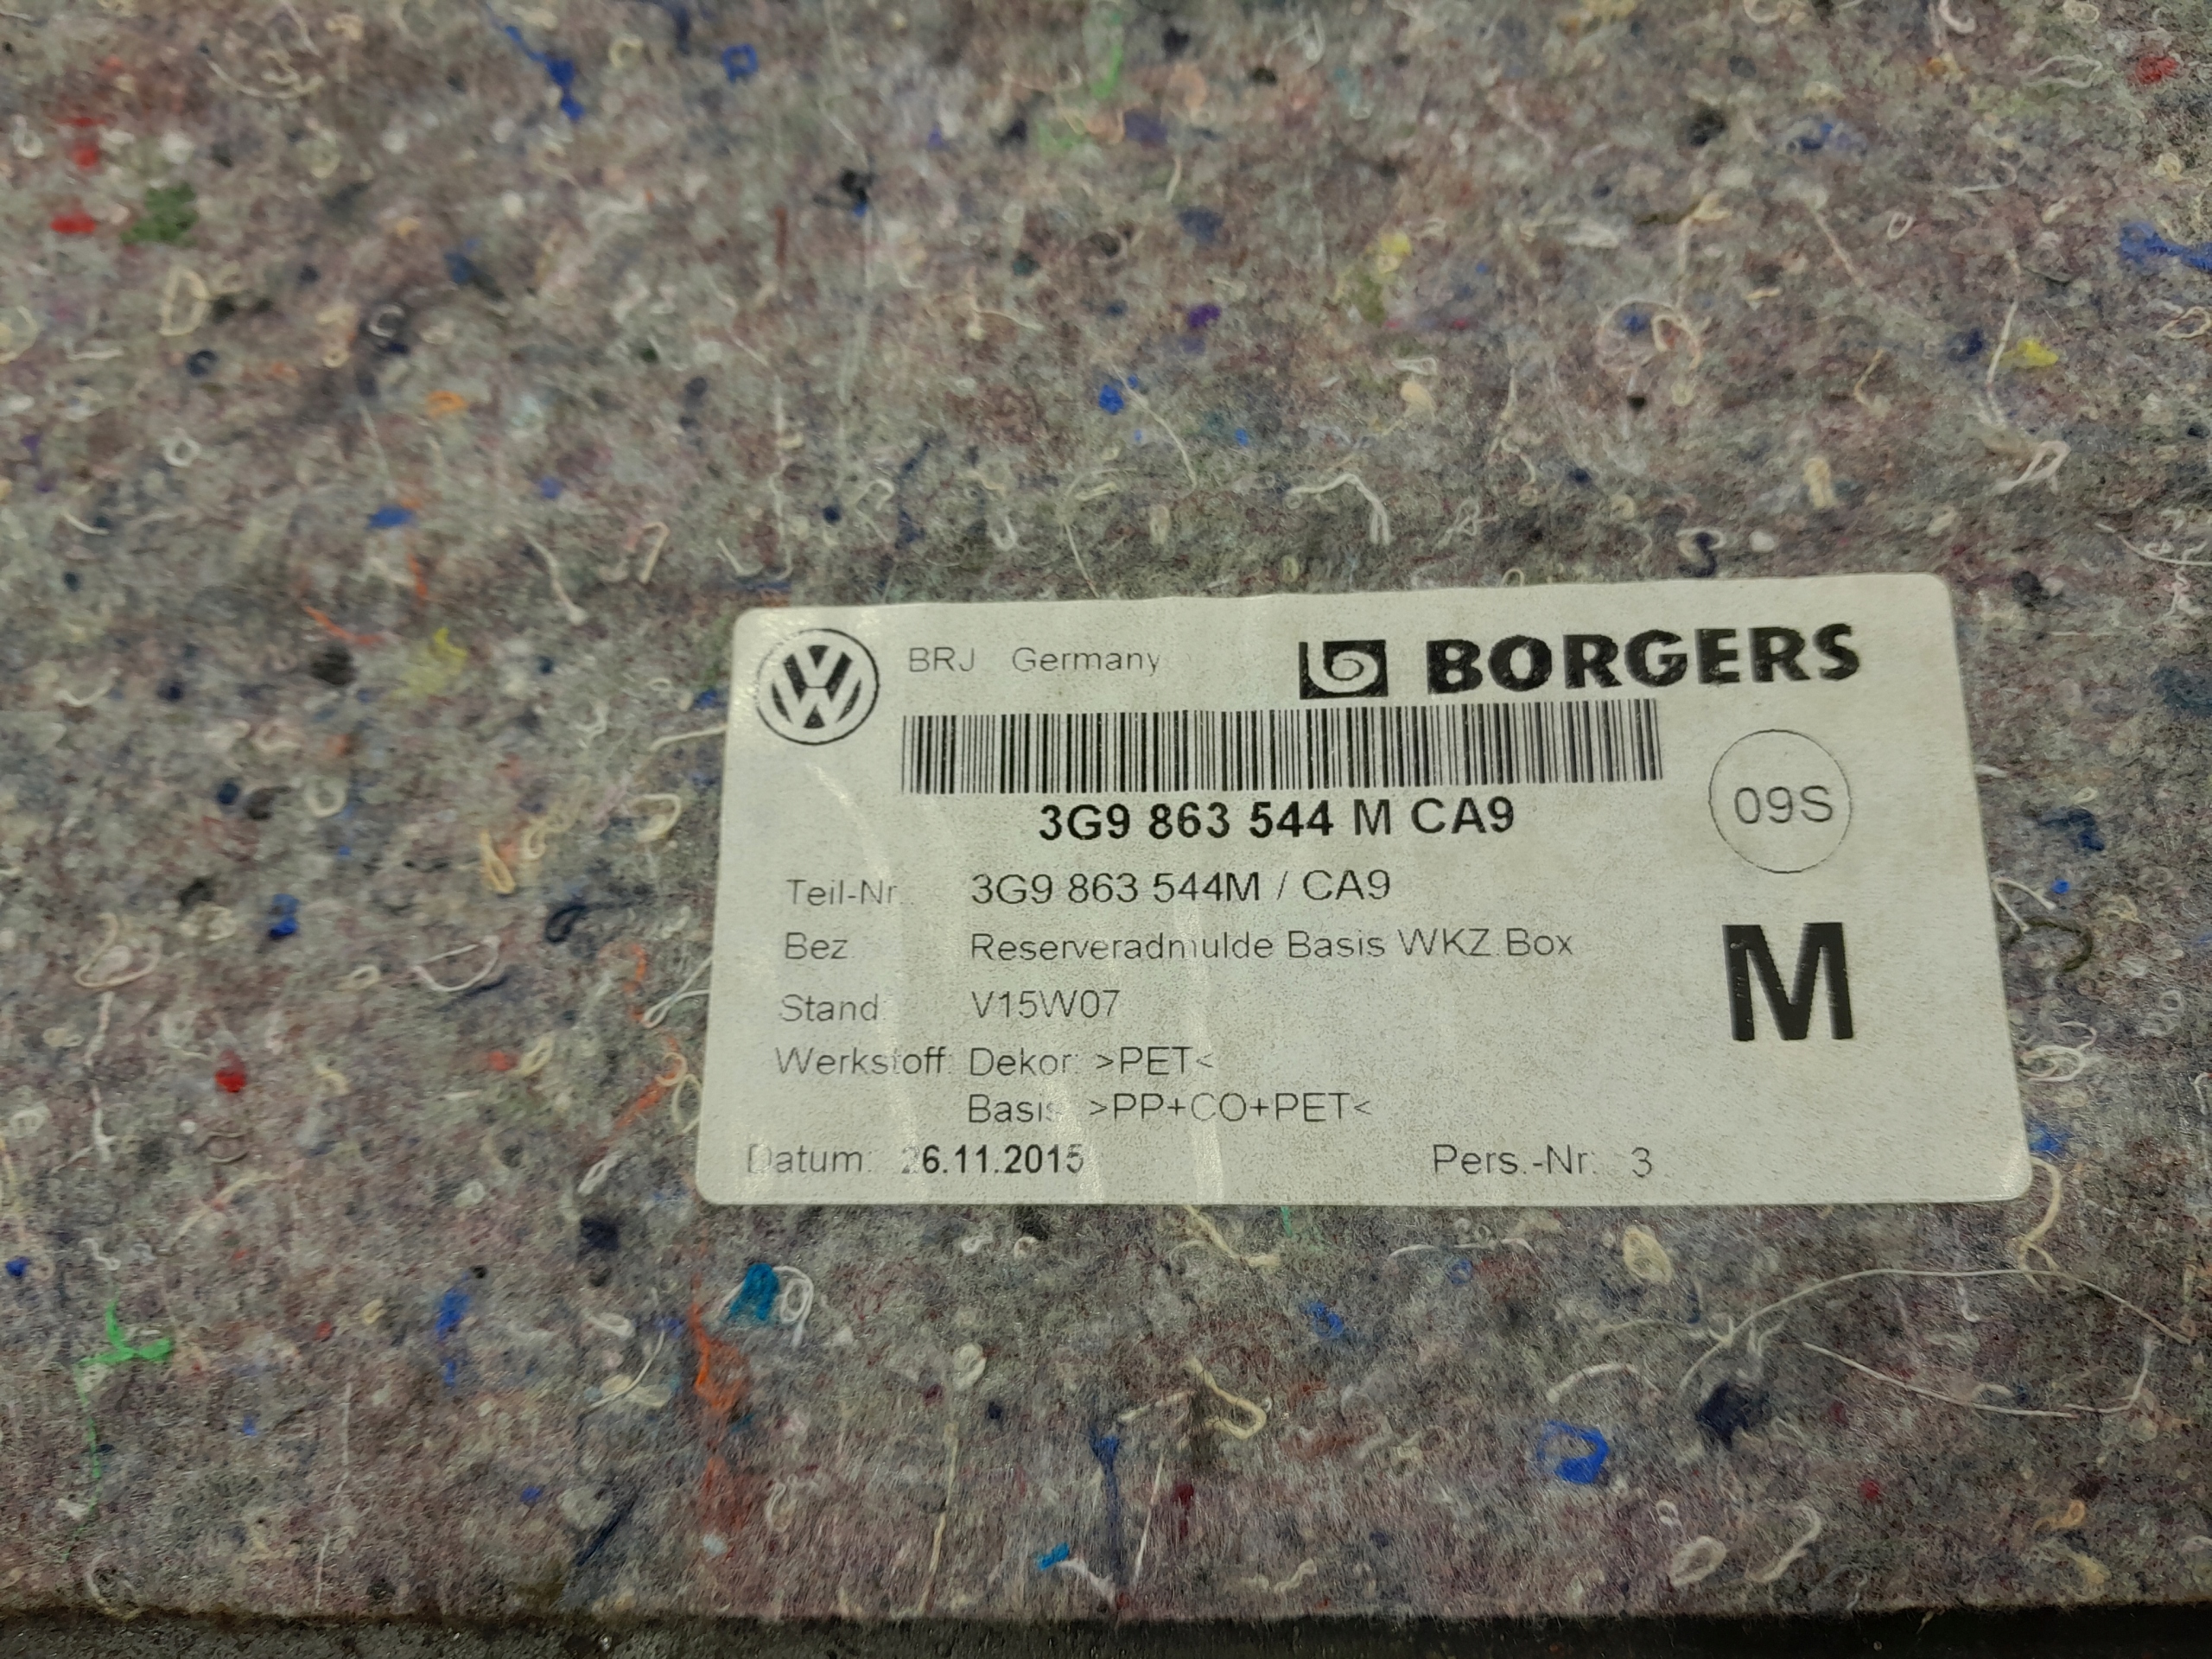 BRJ Germany BORGERS
3G9 863 544 M CA9
09S
Teil-Nr. 3G9 863 544M / CA9
Bez. Reserveradmulde Basis WKZ.Box
M
Stand: V15W07
Werkstoff: Dekor: >PET<
Basis: >PP+CO+PET<
Datum: 26.11.2015 Pers.-Nr: 3